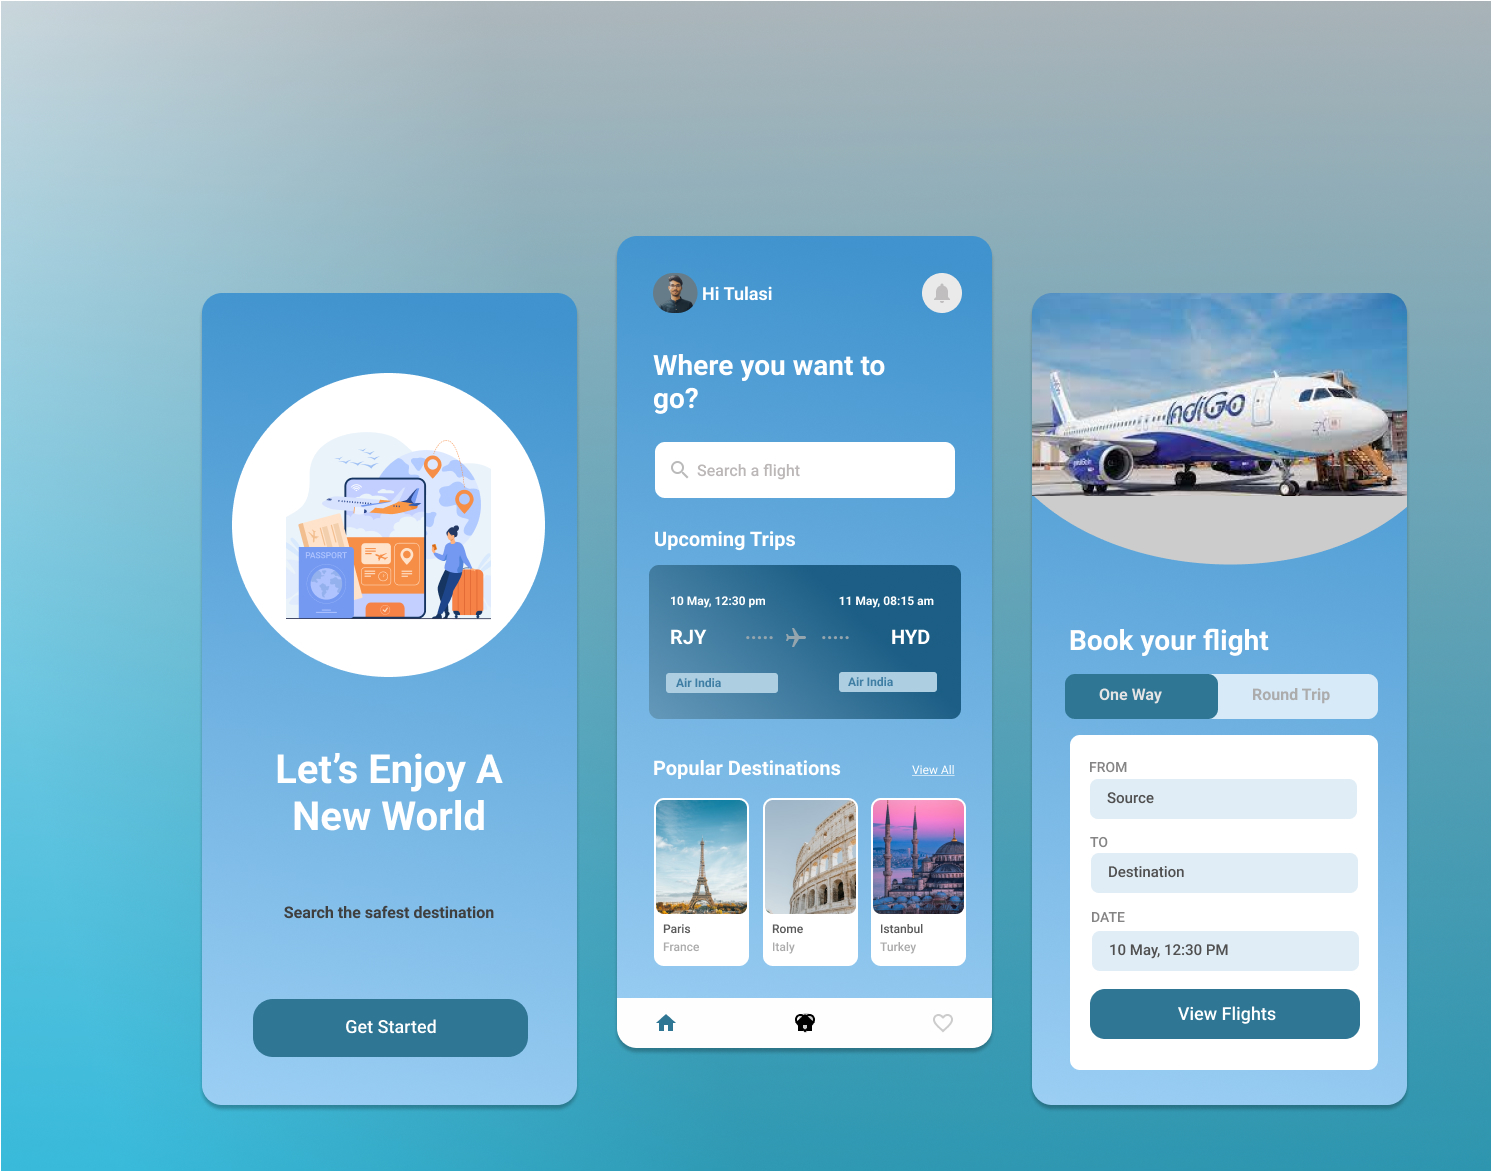 PASSPORT
Let’s Enjoy A
New World
Search the safest destination
Get Started
Hi Tulasi
Where you want to
go?
Search a flight
Upcoming Trips
10 May, 12:30 pm
11 May, 08:15 am
RJY
HYD
Air India
Air India
Popular Destinations
View All
Paris
France
Rome
Italy
Istanbul
Turkey
IndiGo
Book your flight
One Way
Round Trip
FROM
Source
TO
Destination
DATE
10 May, 12:30 PM
View Flights